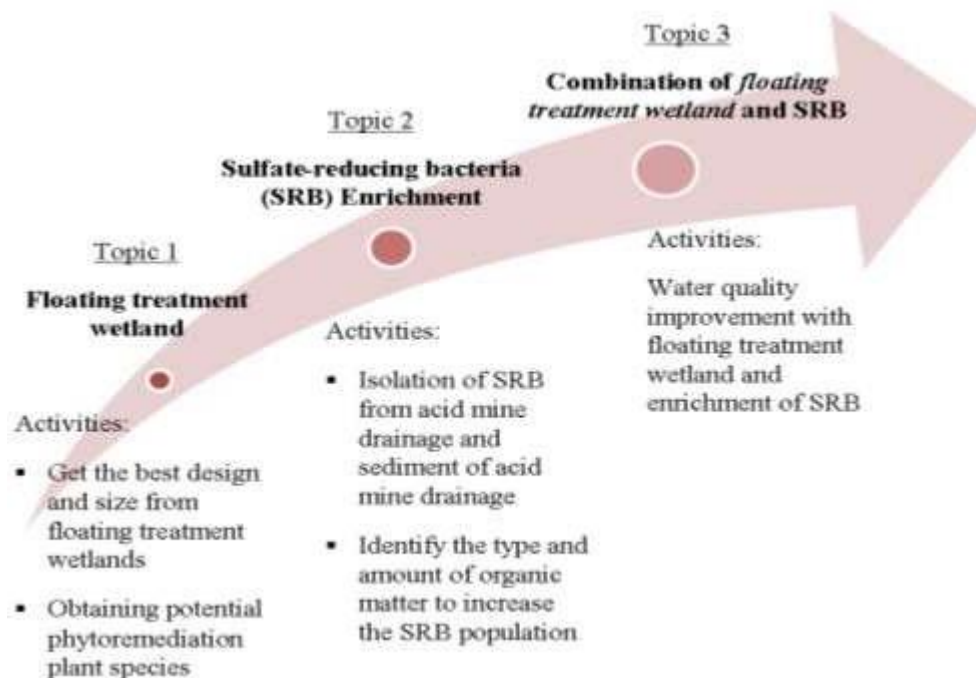 Topic 1
Floating treatment
wetland
Activities:
▪ Get the best design
and size from
floating treatment
wetlands
▪ Obtaining potential
phytoremediation
plant species
Topic 2
Sulfate-reducing bacteria
(SRB) Enrichment
Activities:
▪ Isolation of SRB
from acid mine
drainage and
sediment of acid
mine drainage
▪ Identify the type and
amount of organic
matter to increase
the SRB population
Topic 3
Combination of floating
treatment wetland and SRB
Activities:
Water quality
improvement with
floating treatment
wetland and
enrichment of SRB